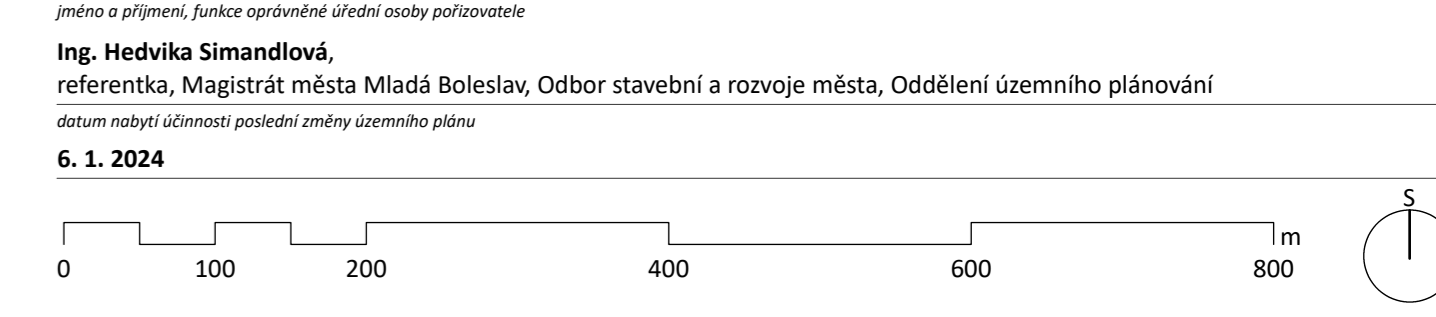 jméno a příjmení, funkce oprávněné úřední osoby pořizovatele
Ing. Hedvika Simandlová,
referentka, Magistrát města Mladá Boleslav, Odbor stavební a rozvoje města, Oddělení územního plánování
datum nabytí účinnosti poslední změny územního plánu
6. 1. 2024
S
m
0 100 200 400 600 800